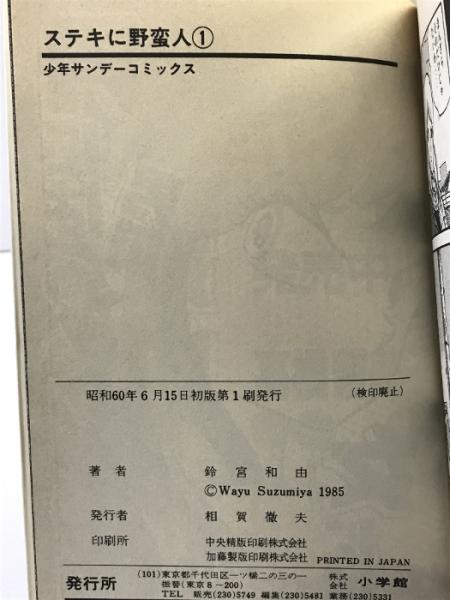 ステキに野蛮人①
少年サンデーコミックス
昭和60年6月15日初版第1刷発行
(検印廃止)
著者 鈴宮和由
©Wayu Suzumiya 1985
発行者 相賀徹夫
印刷所 中央精版印刷株式会社
加藤製版印刷株式会社 PRINTED IN JAPAN
発行所 (101)東京都千代田区一ツ橋二の三の一 株式会社 小学館
振替(東京8-200)
TEL 販売(230)5749 編集(230)5481 業務(230)5331